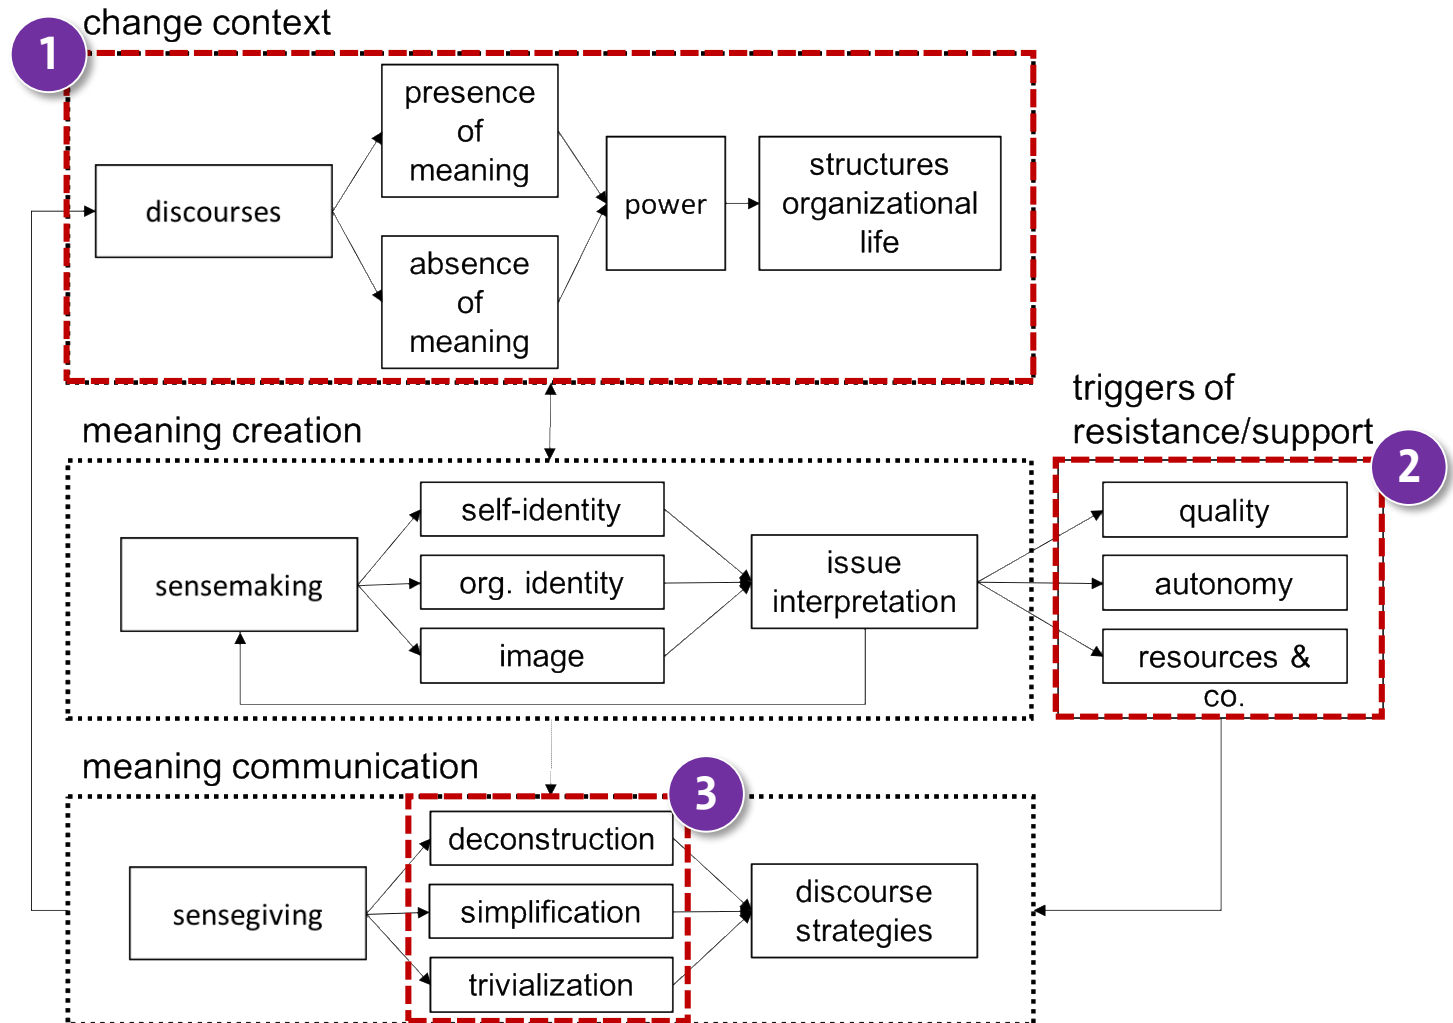 1
change context
presence
of
meaning
discourses
absence
of
meaning
power
structures
organizational
life
meaning creation
triggers of
resistance/support
2
sensemaking
self-identity
org. identity
image
issue
interpretation
quality
autonomy
resources &
co.
meaning communication
3
sensegiving
deconstruction
simplification
trivialization
discourse
strategies